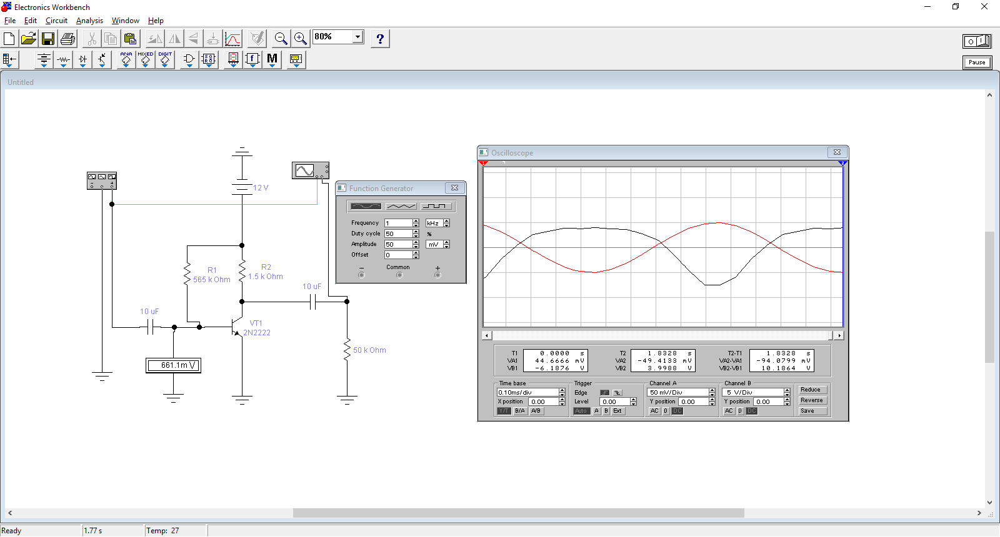 Electronics Workbench
File Edit Circuit Analysis Window Help
80%
?
O I
ANA MIXED DIGIT
f
M
Pause
Untitled
12 V
R1
565 k Ohm
R2
1.5 k Ohm
10 uF
10 uF
VT1
2N2222
661.1m V
50 k Ohm
Function Generator
Frequency 1 kHz
Duty cycle 50 %
Amplitude 50 mV
Offset 0
− Common +
Oscilloscope
1 2
T1 0.0000 s T2 1.8328 s T2-T1 1.8328 s
VA1 44.6666 mV VA2 -49.4133 mV VA2-VA1 -94.0799 mV
VB1 -6.1876 V VB2 3.9988 V VB2-VB1 10.1864 V
Time base Trigger Channel A Channel B
0.10ms/div Edge 50 mV/Div 5 V/Div Reduce
X position 0.00 Level 0.00 Y position 0.00 Y position 0.00 Reverse
Y/T B/A A/B Auto A B Ext AC 0 DC AC 0 DC Save
Ready 1.77 s Temp: 27